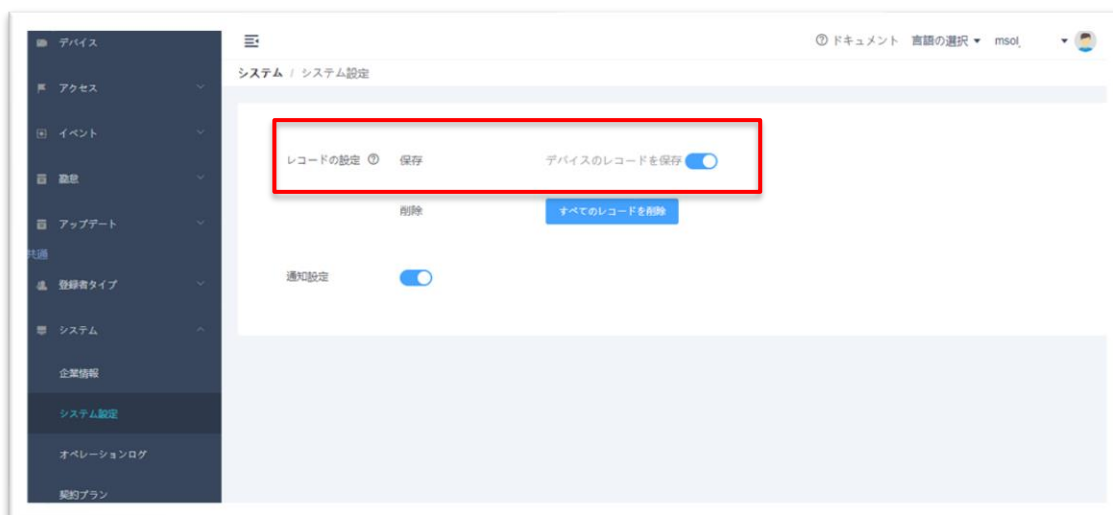 デバイス
アクセス
イベント
勤怠
アップデート
共通
登録者タイプ
システム
企業情報
システム設定
オペレーションログ
契約プラン
ドキュメント 言語の選択 msol
システム / システム設定
レコードの設定 保存 デバイスのレコードを保存
削除 すべてのレコードを削除
通知設定